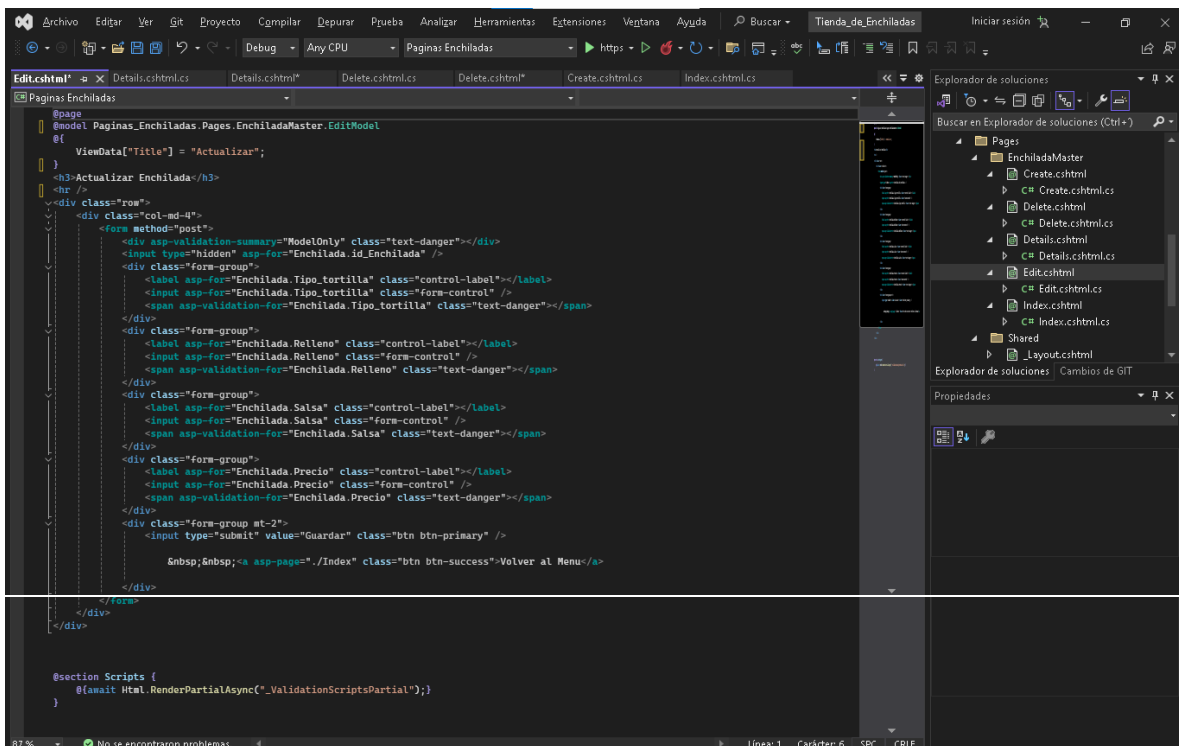 Archivo Editar Ver Git Proyecto Compilar Depurar Prueba Analizar Herramientas Extensiones Ventana Ayuda Buscar Tienda_de_Enchiladas Iniciar sesión
Debug Any CPU Paginas Enchiladas https
Edit.cshtml* Details.cshtml.cs Details.cshtml* Delete.cshtml.cs Delete.cshtml* Create.cshtml.cs Index.cshtml.cs
Paginas Enchiladas
@page
@model Paginas_Enchiladas.Pages.EnchiladaMaster.EditModel
@{
ViewData["Title"] = "Actualizar";
}
<h3>Actualizar Enchilada</h3>
<hr />
<div class="row">
<div class="col-md-4">
<form method="post">
<div asp-validation-summary="ModelOnly" class="text-danger"></div>
<input type="hidden" asp-for="Enchilada.id_Enchilada" />
<div class="form-group">
<label asp-for="Enchilada.Tipo_tortilla" class="control-label"></label>
<input asp-for="Enchilada.Tipo_tortilla" class="form-control" />
<span asp-validation-for="Enchilada.Tipo_tortilla" class="text-danger"></span>
</div>
<div class="form-group">
<label asp-for="Enchilada.Relleno" class="control-label"></label>
<input asp-for="Enchilada.Relleno" class="form-control" />
<span asp-validation-for="Enchilada.Relleno" class="text-danger"></span>
</div>
<div class="form-group">
<label asp-for="Enchilada.Salsa" class="control-label"></label>
<input asp-for="Enchilada.Salsa" class="form-control" />
<span asp-validation-for="Enchilada.Salsa" class="text-danger"></span>
</div>
<div class="form-group">
<label asp-for="Enchilada.Precio" class="control-label"></label>
<input asp-for="Enchilada.Precio" class="form-control" />
<span asp-validation-for="Enchilada.Precio" class="text-danger"></span>
</div>
<div class="form-group mt-2">
<input type="submit" value="Guardar" class="btn btn-primary" />
&nbsp;&nbsp;<a asp-page="./Index" class="btn btn-success">Volver al Menu</a>
</div>
</form>
</div>
</div>
@section Scripts {
@{await Html.RenderPartialAsync("_ValidationScriptsPartial");}
}
87 % No se encontraron problemas Línea: 1 Carácter: 6 SPC CRLF
Explorador de soluciones
Buscar en Explorador de soluciones (Ctrl+´)
Pages
EnchiladaMaster
Create.cshtml
C# Create.cshtml.cs
Delete.cshtml
C# Delete.cshtml.cs
Details.cshtml
C# Details.cshtml.cs
Edit.cshtml
C# Edit.cshtml.cs
Index.cshtml
C# Index.cshtml.cs
Shared
_Layout.cshtml
Explorador de soluciones Cambios de GIT
Propiedades